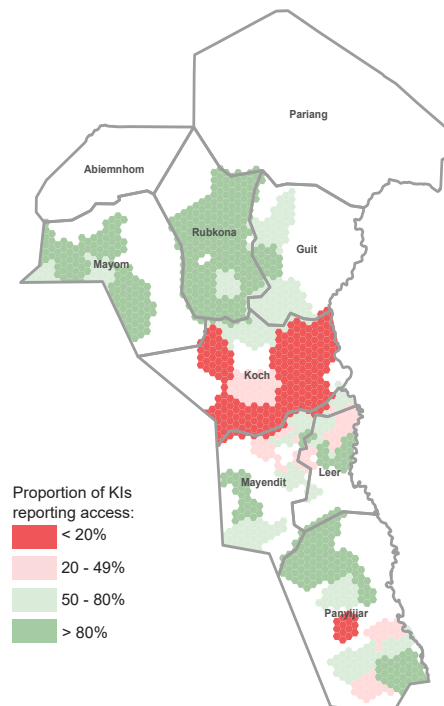 Pariang
Abiemnhom
Rubkona
Guit
Mayom
Koch
Leer
Mayendit
Proportion of KIs
reporting access:
< 20%
20 - 49%
50 - 80%
> 80%
Panyijiar